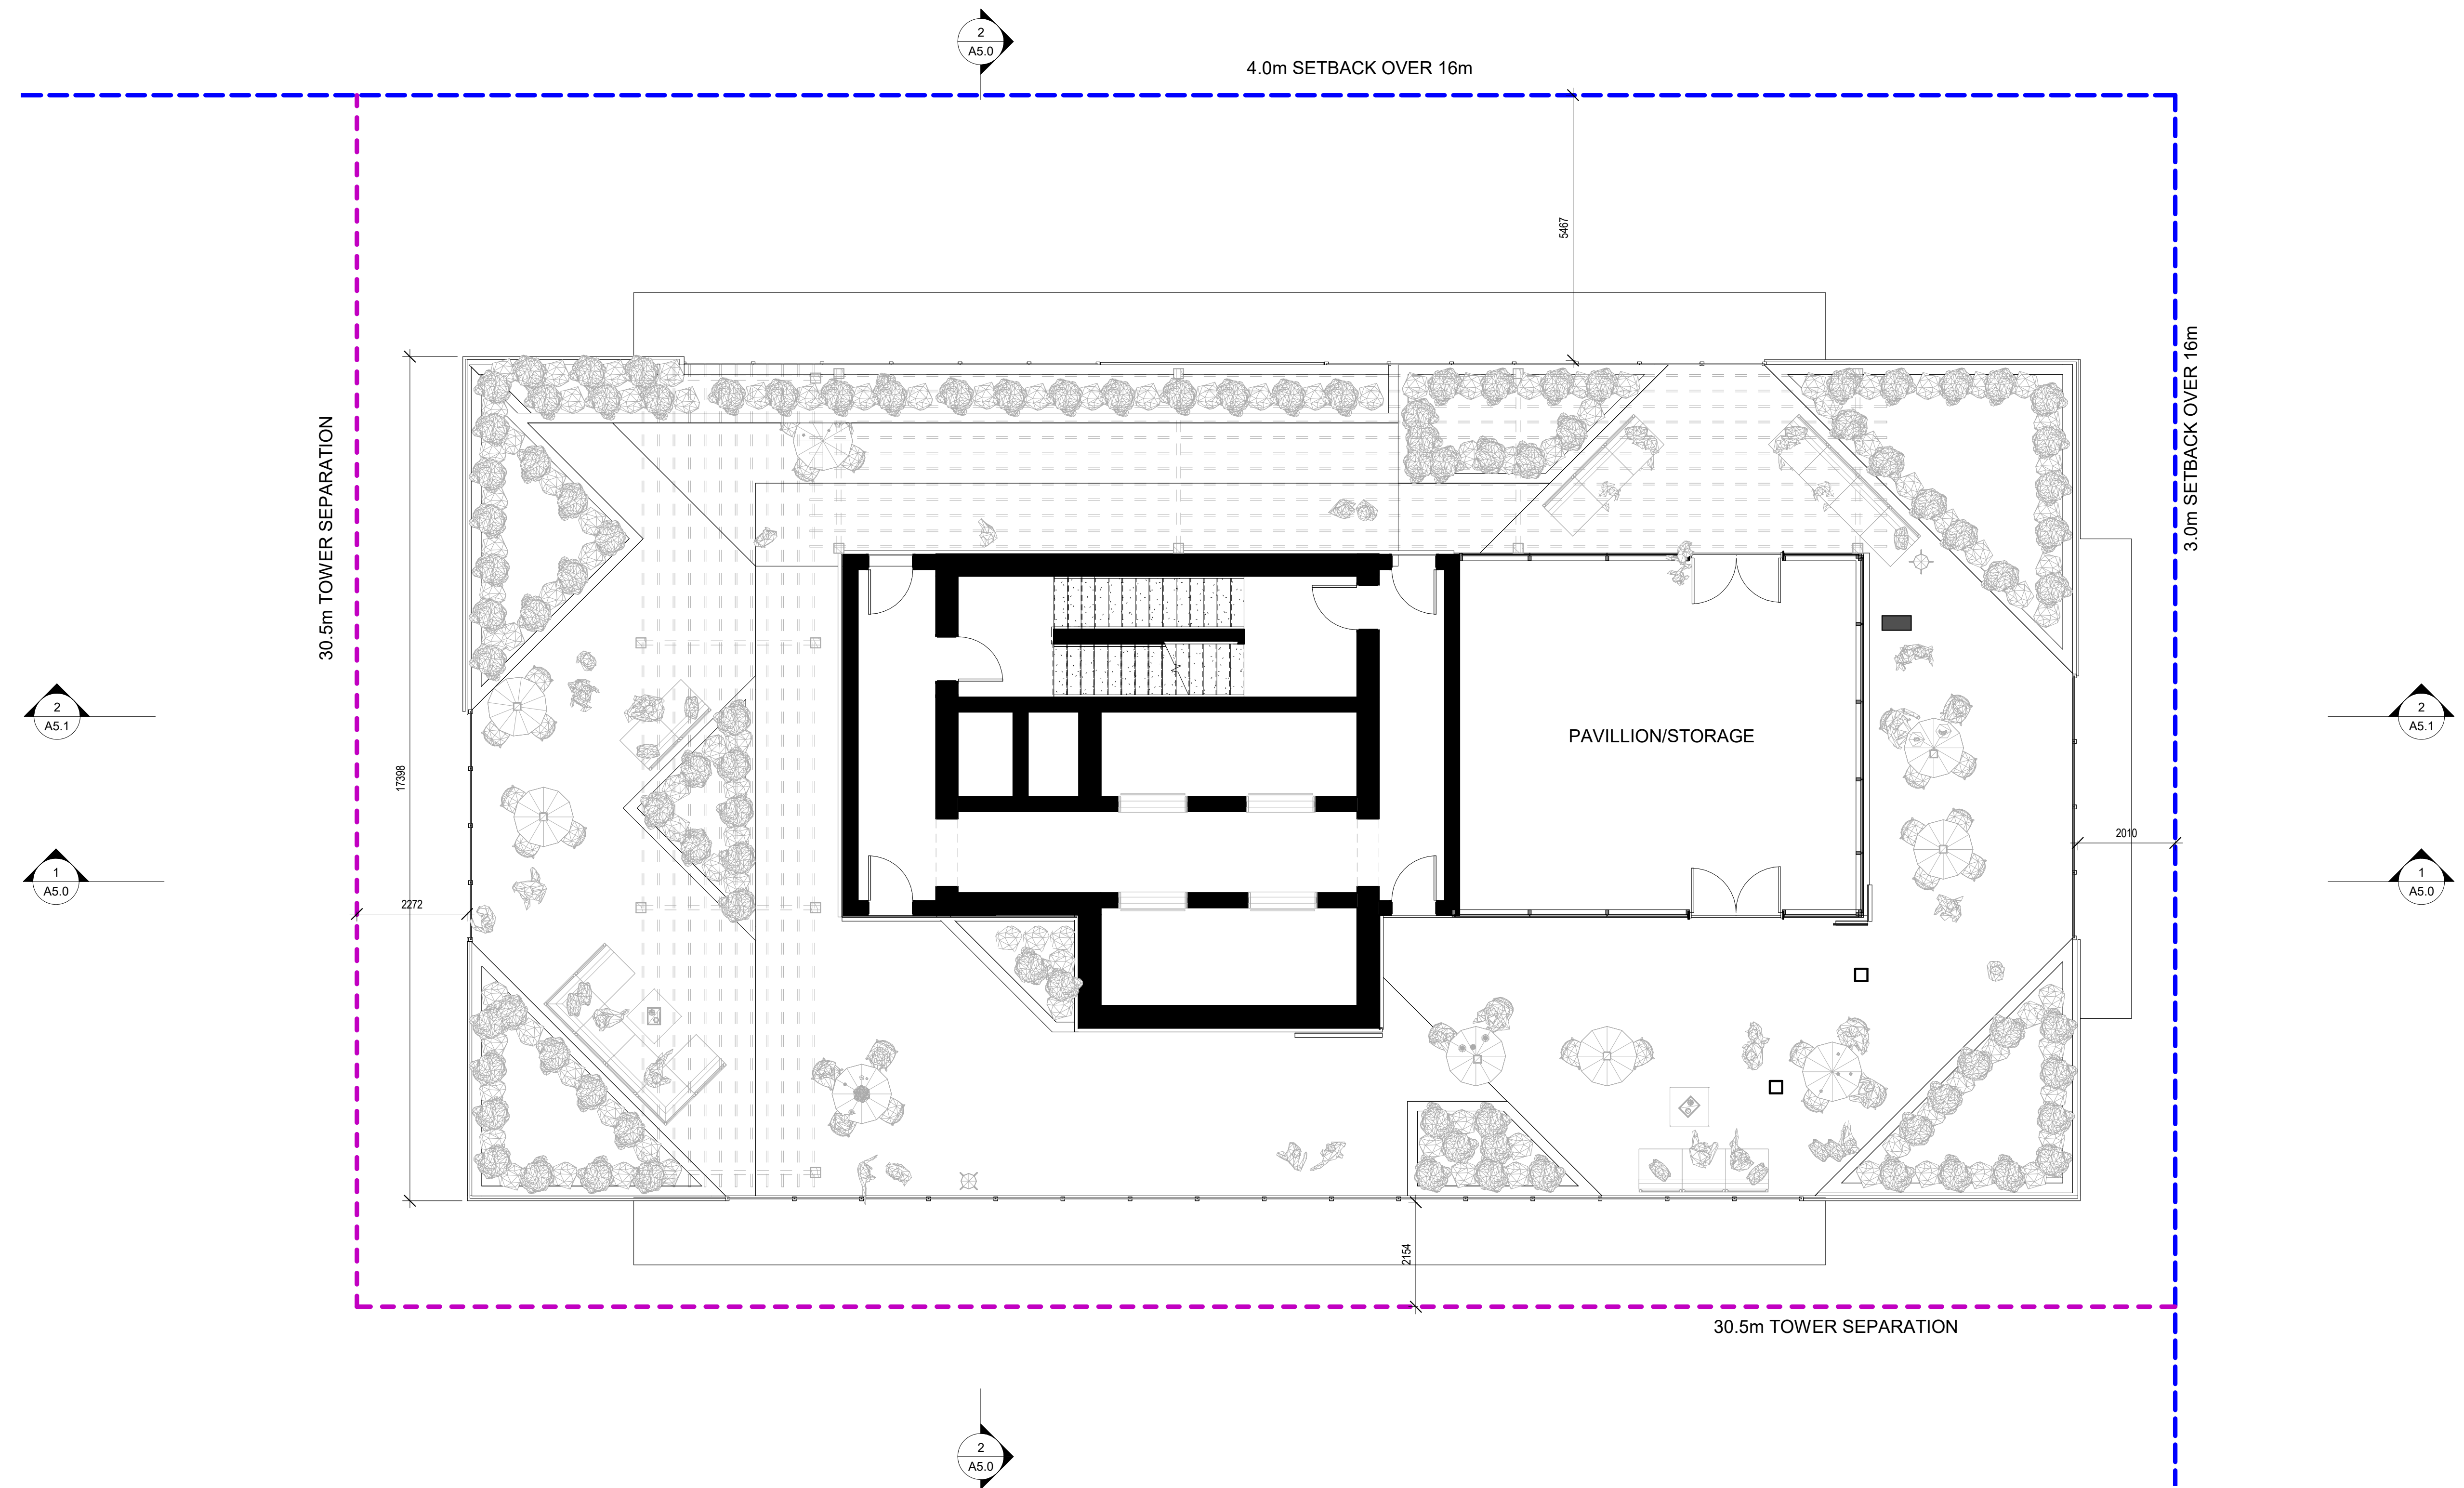 2
A5.0
4.0m SETBACK OVER 16m
5467
30.5m TOWER SEPARATION
3.0m SETBACK OVER 16m
2
A5.1
PAVILLION/STORAGE
2
A5.1
17398
2010
1
A5.0
2272
1
A5.0
2154
30.5m TOWER SEPARATION
2
A5.0